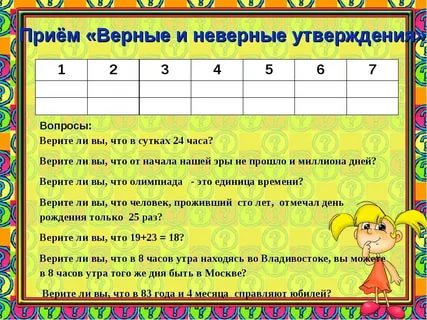 Приём «Верные и неверные утверждения»
1 2 3 4 5 6 7
Вопросы:
Верите ли вы, что в сутках 24 часа?
Верите ли вы, что от начала нашей эры не прошло и миллиона дней?
Верите ли вы, что олимпиада - это единица времени?
Верите ли вы, что человек, проживший сто лет, отмечал день
рождения только 25 раз?
Верите ли вы, что 19+23 = 18?
Верите ли вы, что в 8 часов утра находясь во Владивостоке, вы можете
в 8 часов утра того же дня быть в Москве?
Верите ли вы, что в 83 года и 4 месяца справляют юбилей?